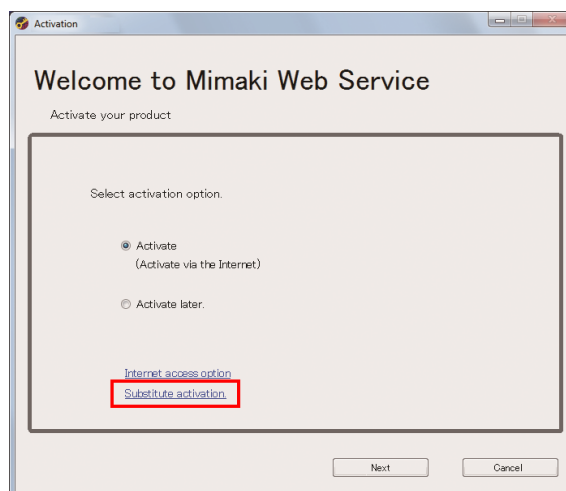 Activation
Welcome to Mimaki Web Service
Activate your product
Select activation option.
Activate
(Activate via the Internet)
Activate later.
Internet access option
Substitute activation.
Next
Cancel